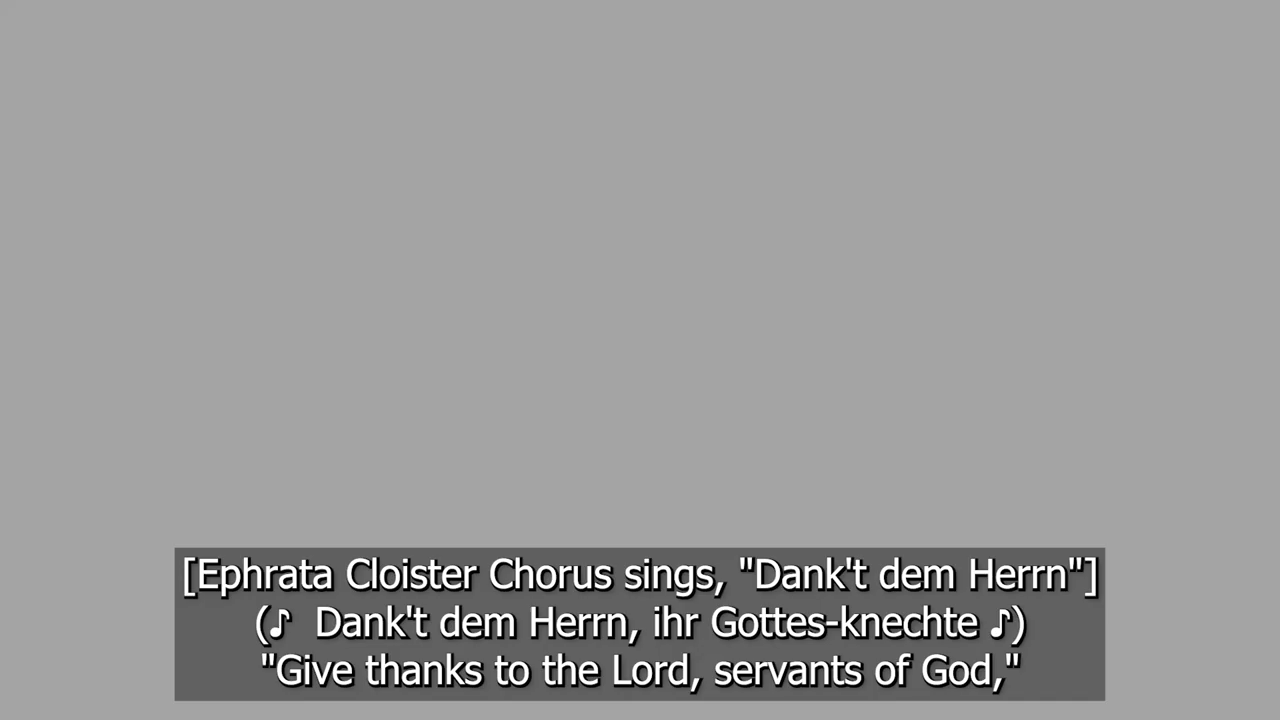 [Ephrata Cloister Chorus sings, "Dank't dem Herrn"]
(♪ Dank't dem Herrn, ihr Gottes-knechte ♪)
"Give thanks to the Lord, servants of God,"